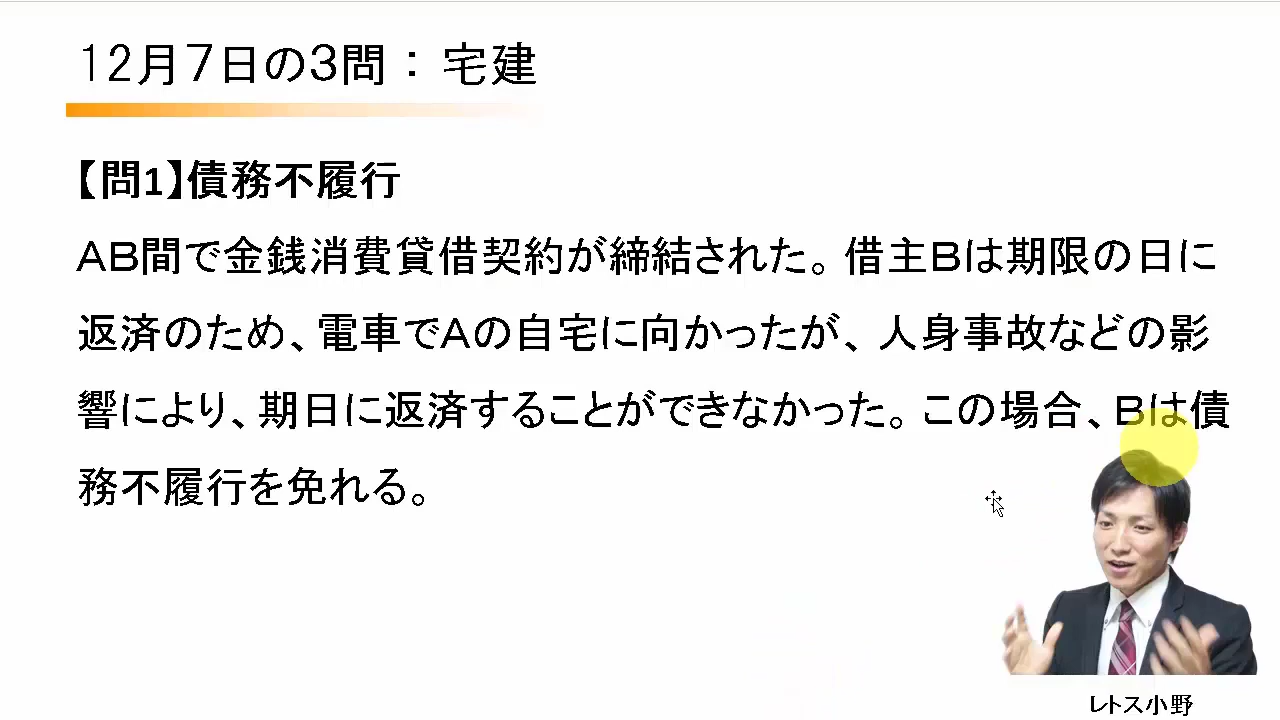 12月7日の3問：宅建
【問1】債務不履行
ＡＢ間で金銭消費貸借契約が締結された。借主Ｂは期限の日に
返済のため、電車でＡの自宅に向かったが、人身事故などの影
響により、期日に返済することができなかった。この場合、Ｂは債
務不履行を免れる。
レトス小野